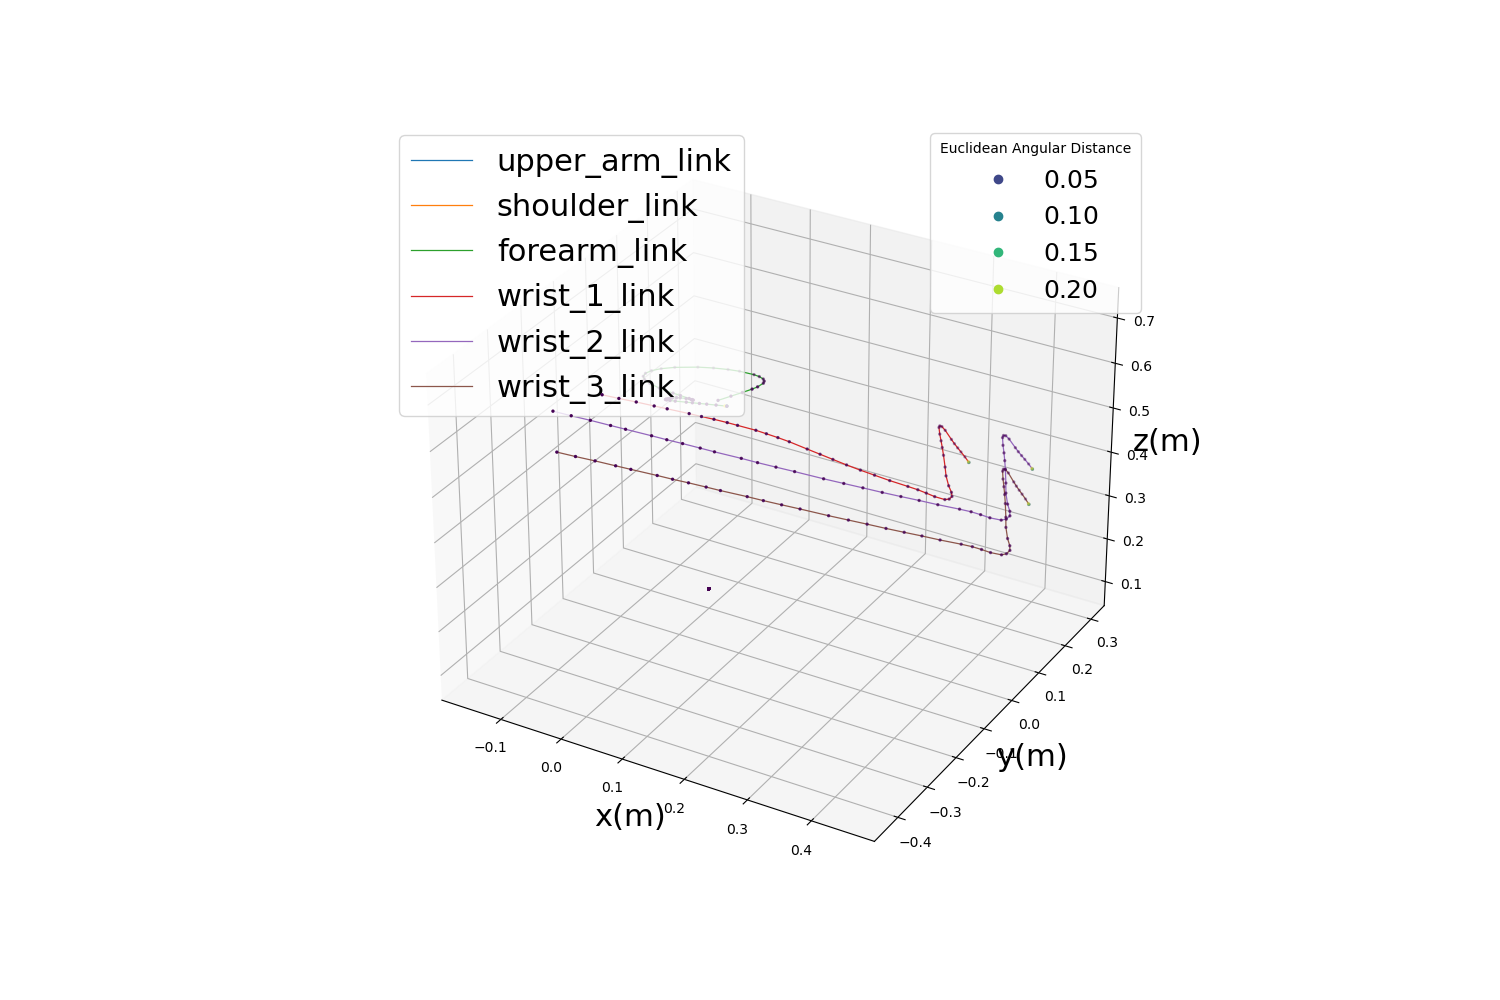 upper_arm_link
shoulder_link
forearm_link
wrist_1_link
wrist_2_link
wrist_3_link
Euclidean Angular Distance
0.05
0.10
0.15
0.20
0.7
0.6
0.5
0.4
0.3
0.2
0.1
z(m)
0.3
0.2
0.1
0.0
−0.1
−0.2
−0.3
−0.4
y(m)
−0.1
0.0
0.1
0.2
0.3
0.4
x(m)